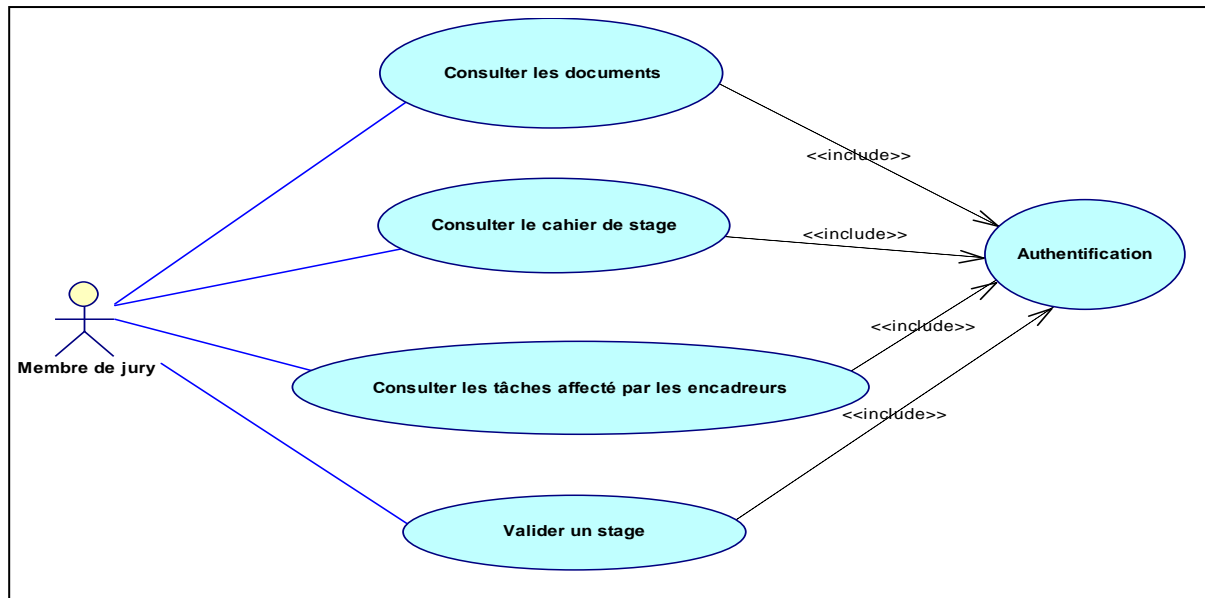 Consulter les documents
<<include>>
Consulter le cahier de stage
<<include>>
Authentification
<<include>>
Membre de jury
Consulter les tâches affecté par les encadreurs
<<include>>
Valider un stage